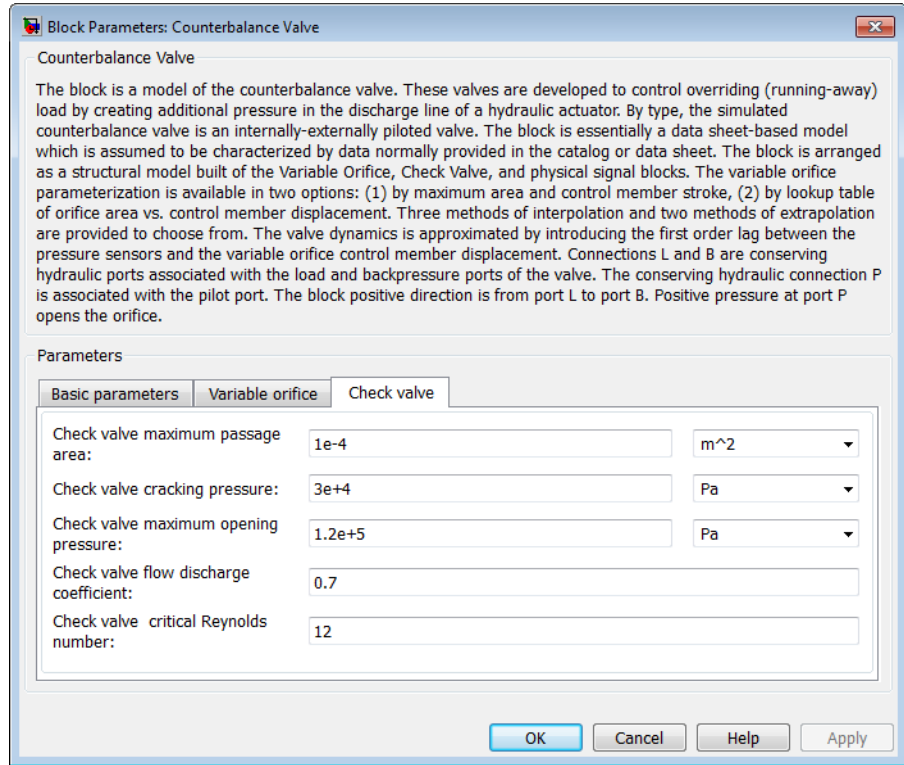 Block Parameters: Counterbalance Valve
Counterbalance Valve
The block is a model of the counterbalance valve. These valves are developed to control overriding (running-away)
load by creating additional pressure in the discharge line of a hydraulic actuator. By type, the simulated
counterbalance valve is an internally-externally piloted valve. The block is essentially a data sheet-based model
which is assumed to be characterized by data normally provided in the catalog or data sheet. The block is arranged
as a structural model built of the Variable Orifice, Check Valve, and physical signal blocks. The variable orifice
parameterization is available in two options: (1) by maximum area and control member stroke, (2) by lookup table
of orifice area vs. control member displacement. Three methods of interpolation and two methods of extrapolation
are provided to choose from. The valve dynamics is approximated by introducing the first order lag between the
pressure sensors and the variable orifice control member displacement. Connections L and B are conserving
hydraulic ports associated with the load and backpressure ports of the valve. The conserving hydraulic connection P
is associated with the pilot port. The block positive direction is from port L to port B. Positive pressure at port P
opens the orifice.
Parameters
Basic parameters Variable orifice Check valve
Check valve maximum passage
area: 1e-4 m^2
Check valve cracking pressure: 3e+4 Pa
Check valve maximum opening
pressure: 1.2e+5 Pa
Check valve flow discharge
coefficient: 0.7
Check valve critical Reynolds
number: 12
OK Cancel Help Apply